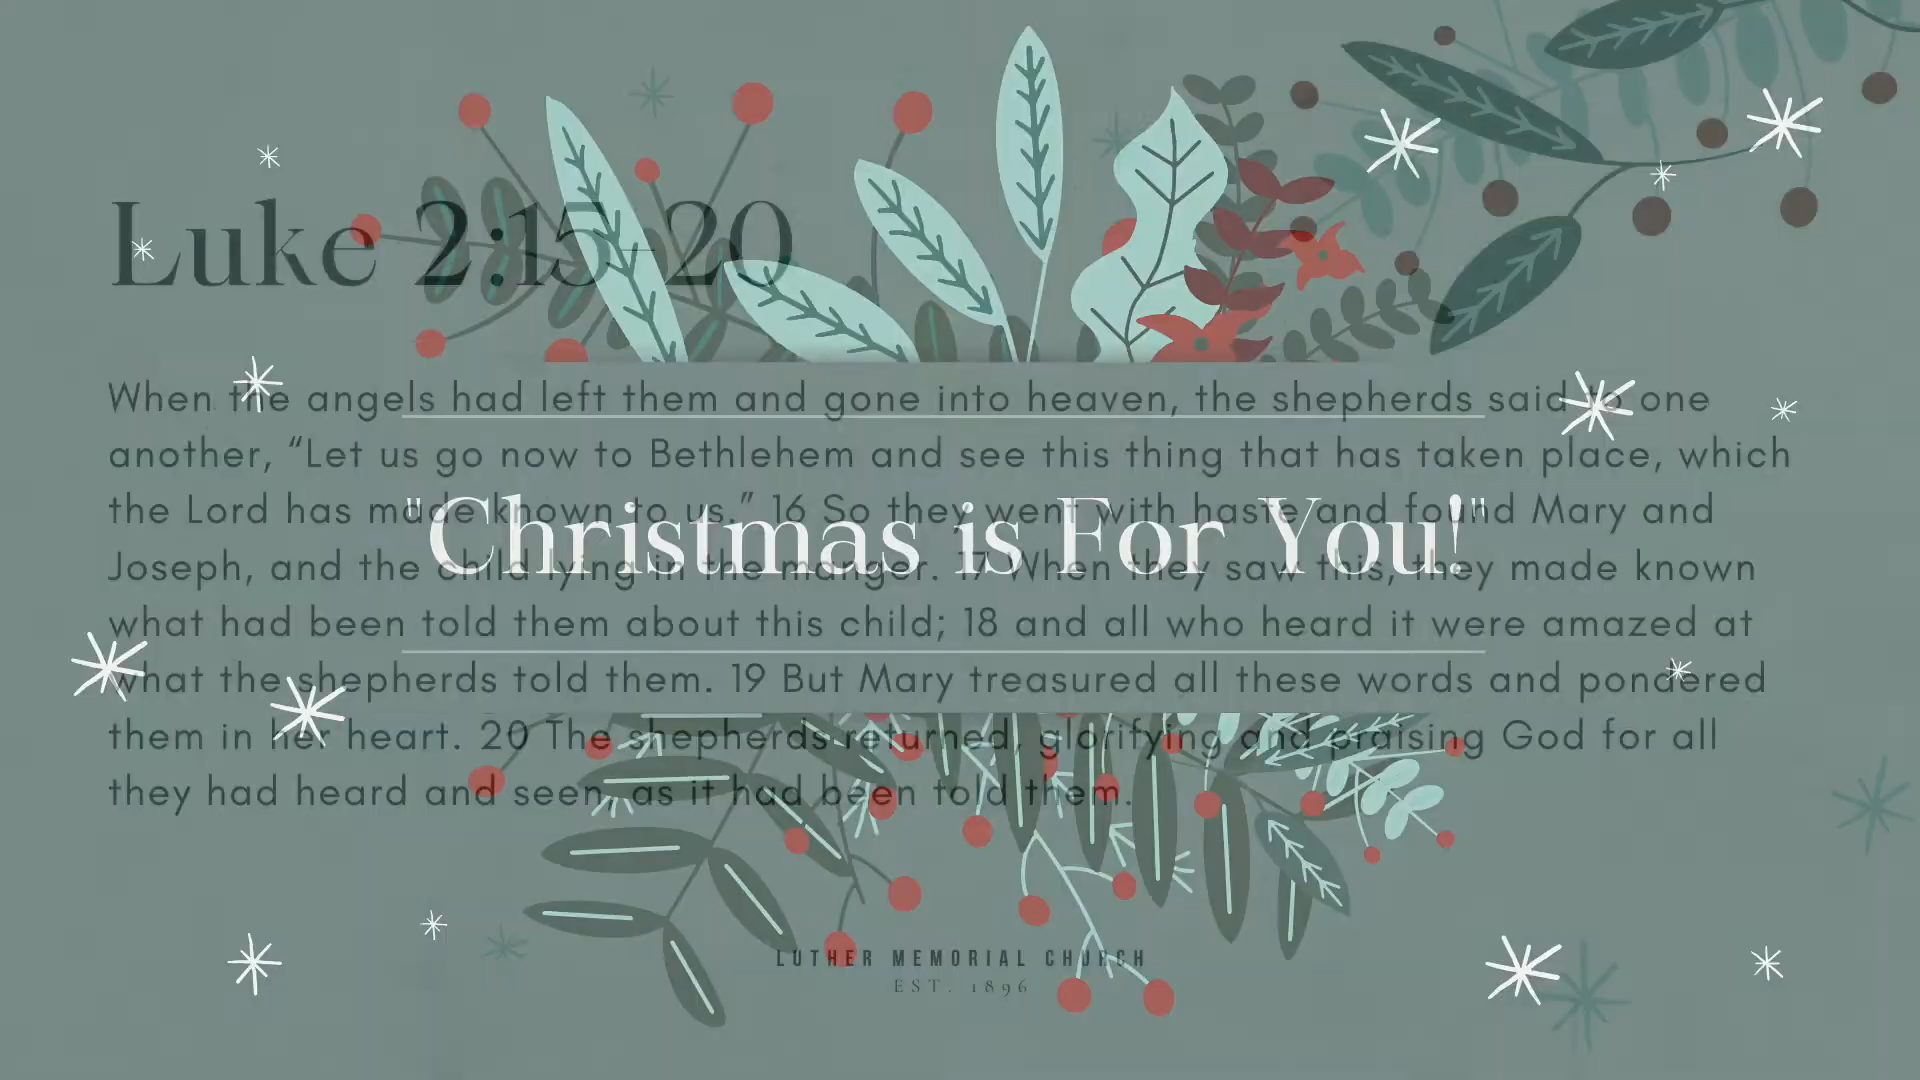 Luke 2:15-20
When the angels had left them and gone into heaven, the shepherds said to one
another, “Let us go now to Bethlehem and see this thing that has taken place, which
the Lord has made known to us.” 16 So they went with haste and found Mary and
Joseph, and the child lying in the manger. 17 When they saw this, they made known
what had been told them about this child; 18 and all who heard it were amazed at
what the shepherds told them. 19 But Mary treasured all these words and pondered
them in her heart. 20 The shepherds returned, glorifying and praising God for all
they had heard and seen, as it had been told them.
"Christmas is For You!"
LUTHER MEMORIAL CHURCH
EST. 1896